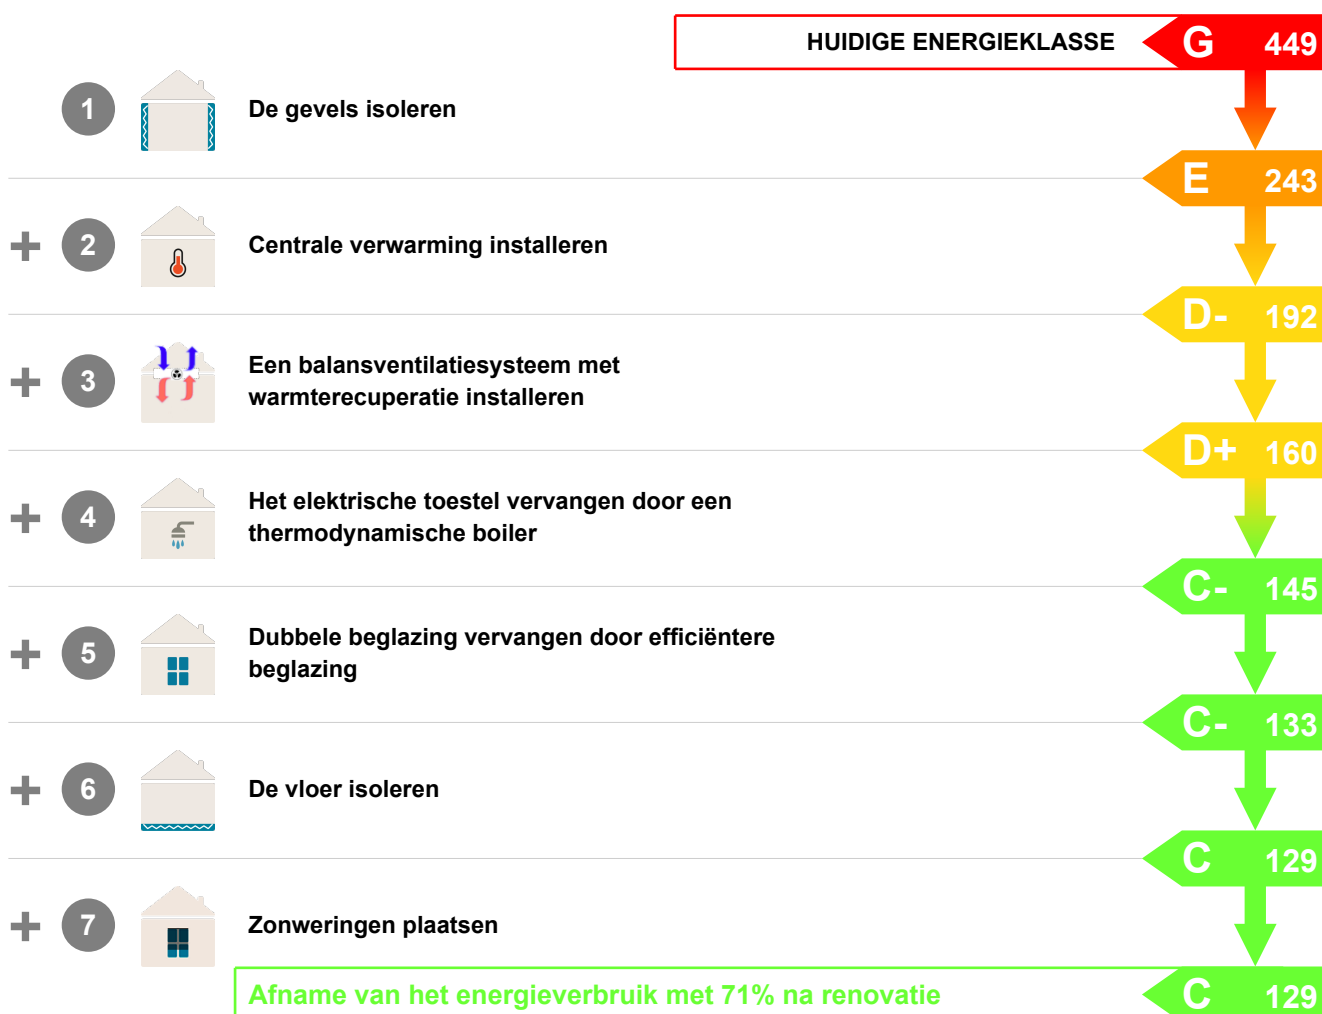 HUIDIGE ENERGIEKLASSE G 449
1 De gevels isoleren
E 243
+ 2 Centrale verwarming installeren
D- 192
+ 3 Een balansventilatiesysteem met
warmterecuperatie installeren
D+ 160
+ 4 Het elektrische toestel vervangen door een
thermodynamische boiler
C- 145
+ 5 Dubbele beglazing vervangen door efficiëntere
beglazing
C- 133
+ 6 De vloer isoleren
C 129
+ 7 Zonweringen plaatsen
Afname van het energieverbruik met 71% na renovatie C 129